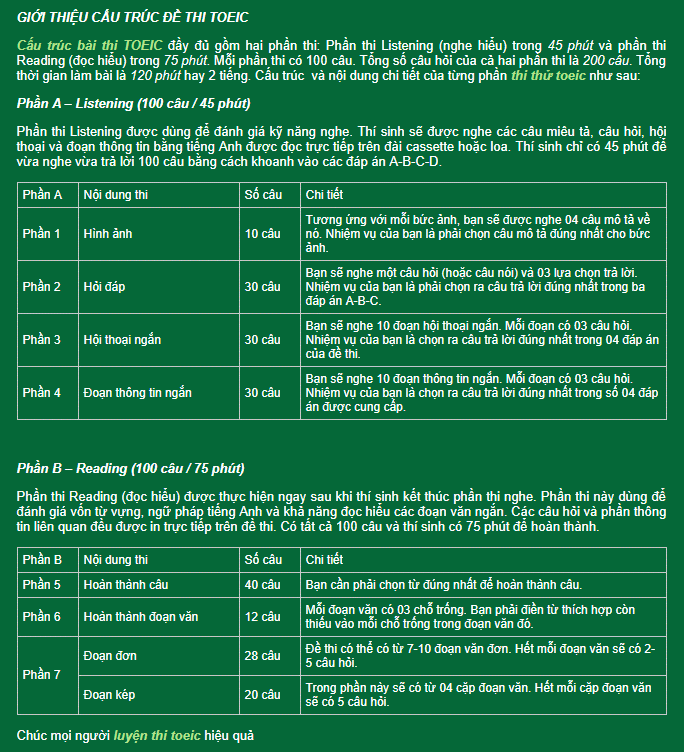 GIỚI THIỆU CẤU TRÚC ĐỀ THI TOEIC
Cấu trúc bài thi TOEIC đầy đủ gồm hai phần thi: Phần thi Listening (nghe hiểu) trong 45 phút và phần thi
Reading (đọc hiểu) trong 75 phút. Mỗi phần thi có 100 câu. Tổng số câu hỏi của cả hai phần thi là 200 câu. Tổng
thời gian làm bài là 120 phút hay 2 tiếng. Cấu trúc và nội dung chi tiết của từng phần thi thử toeic như sau:
Phần A – Listening (100 câu / 45 phút)
Phần thi Listening được dùng để đánh giá kỹ năng nghe. Thí sinh sẽ được nghe các câu miêu tả, câu hỏi, hội
thoại và đoạn thông tin bằng tiếng Anh được đọc trực tiếp trên đài cassette hoặc loa. Thí sinh chỉ có 45 phút để
vừa nghe vừa trả lời 100 câu bằng cách khoanh vào các đáp án A-B-C-D.
Phần A Nội dung thi Số câu Chi tiết
Phần 1 Hình ảnh 10 câu Tương ứng với mỗi bức ảnh, bạn sẽ được nghe 04 câu mô tả về
nó. Nhiệm vụ của bạn là phải chọn câu mô tả đúng nhất cho bức
ảnh.
Phần 2 Hỏi đáp 30 câu Bạn sẽ nghe một câu hỏi (hoặc câu nói) và 03 lựa chọn trả lời.
Nhiệm vụ của bạn là phải chọn ra câu trả lời đúng nhất trong ba
đáp án A-B-C.
Phần 3 Hội thoại ngắn 30 câu Bạn sẽ nghe 10 đoạn hội thoại ngắn. Mỗi đoạn có 03 câu hỏi.
Nhiệm vụ của bạn là chọn ra câu trả lời đúng nhất trong 04 đáp án
của đề thi.
Phần 4 Đoạn thông tin ngắn 30 câu Bạn sẽ nghe 10 đoạn thông tin ngắn. Mỗi đoạn có 03 câu hỏi.
Nhiệm vụ của bạn là chọn ra câu trả lời đúng nhất trong số 04 đáp
án được cung cấp.
Phần B – Reading (100 câu / 75 phút)
Phần thi Reading (đọc hiểu) được thực hiện ngay sau khi thí sinh kết thúc phần thi nghe. Phần thi này dùng để
đánh giá vốn từ vựng, ngữ pháp tiếng Anh và khả năng đọc hiểu các đoạn văn ngắn. Các câu hỏi và phần thông
tin liên quan đều được in trực tiếp trên đề thi. Có tất cả 100 câu và thí sinh có 75 phút để hoàn thành.
Phần B Nội dung thi Số câu Chi tiết
Phần 5 Hoàn thành câu 40 câu Bạn cần phải chọn từ đúng nhất để hoàn thành câu.
Phần 6 Hoàn thành đoạn văn 12 câu Mỗi đoạn văn có 03 chỗ trống. Bạn phải điền từ thích hợp còn
thiếu vào mỗi chỗ trống trong đoạn văn đó.
Phần 7 Đoạn đơn 28 câu Đề thi có thể có từ 7-10 đoạn văn đơn. Hết mỗi đoạn văn sẽ có 2-
5 câu hỏi.
Đoạn kép 20 câu Trong phần này sẽ có từ 04 cặp đoạn văn. Hết mỗi cặp đoạn văn
sẽ có 5 câu hỏi.
Chúc mọi người luyện thi toeic hiệu quả